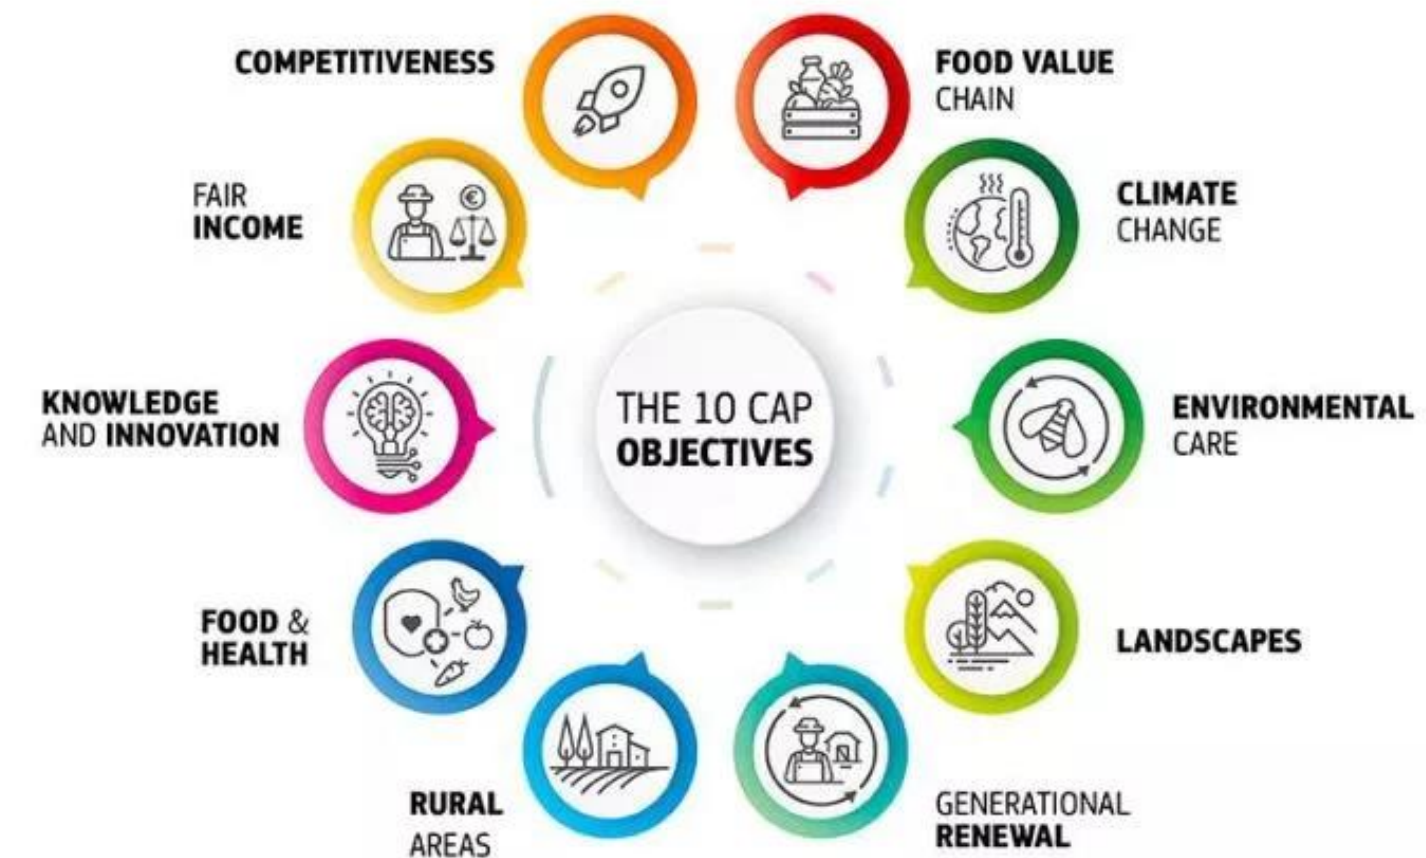 COMPETITIVENESS
FOOD VALUE
CHAIN
FAIR
INCOME
€
CLIMATE
CHANGE
KNOWLEDGE
AND INNOVATION
THE 10 CAP
OBJECTIVES
ENVIRONMENTAL
CARE
FOOD &
HEALTH
LANDSCAPES
RURAL
AREAS
GENERATIONAL
RENEWAL